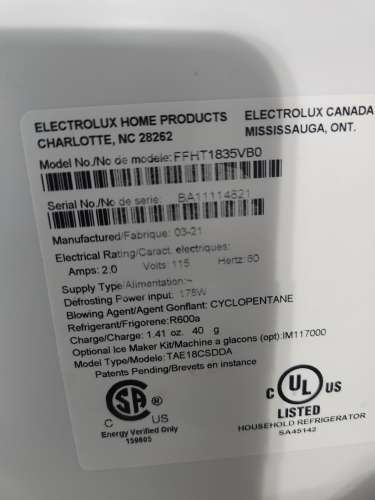 ELECTROLUX HOME PRODUCTS
CHARLOTTE, NC 28262
ELECTROLUX CANADA
MISSISSAUGA, ONT.
Model No./No de modele: FFHT1835VB0
Serial No./No de serie: BA11114821
Manufactured/Fabrique: 03-21
Electrical Rating/Caract. electriques:
Amps: 2.0 Volts: 115 Hertz: 60
Supply Type/Alimentation:~
Defrosting Power input: 175W
Blowing Agent/Agent Gonflant: CYCLOPENTANE
Refrigerant/Frigorene: R600a
Charge/Charge: 1.41 oz. 40 g
Optional Ice Maker Kit/Machine a glacons (opt):IM117000
Model Type/Modele Type: TAE18CSDDA
Patents Pending/Brevets en instance
CSA
C US
Energy Verified Only
159805
C UL US
LISTED
HOUSEHOLD REFRIGERATOR
SA45142